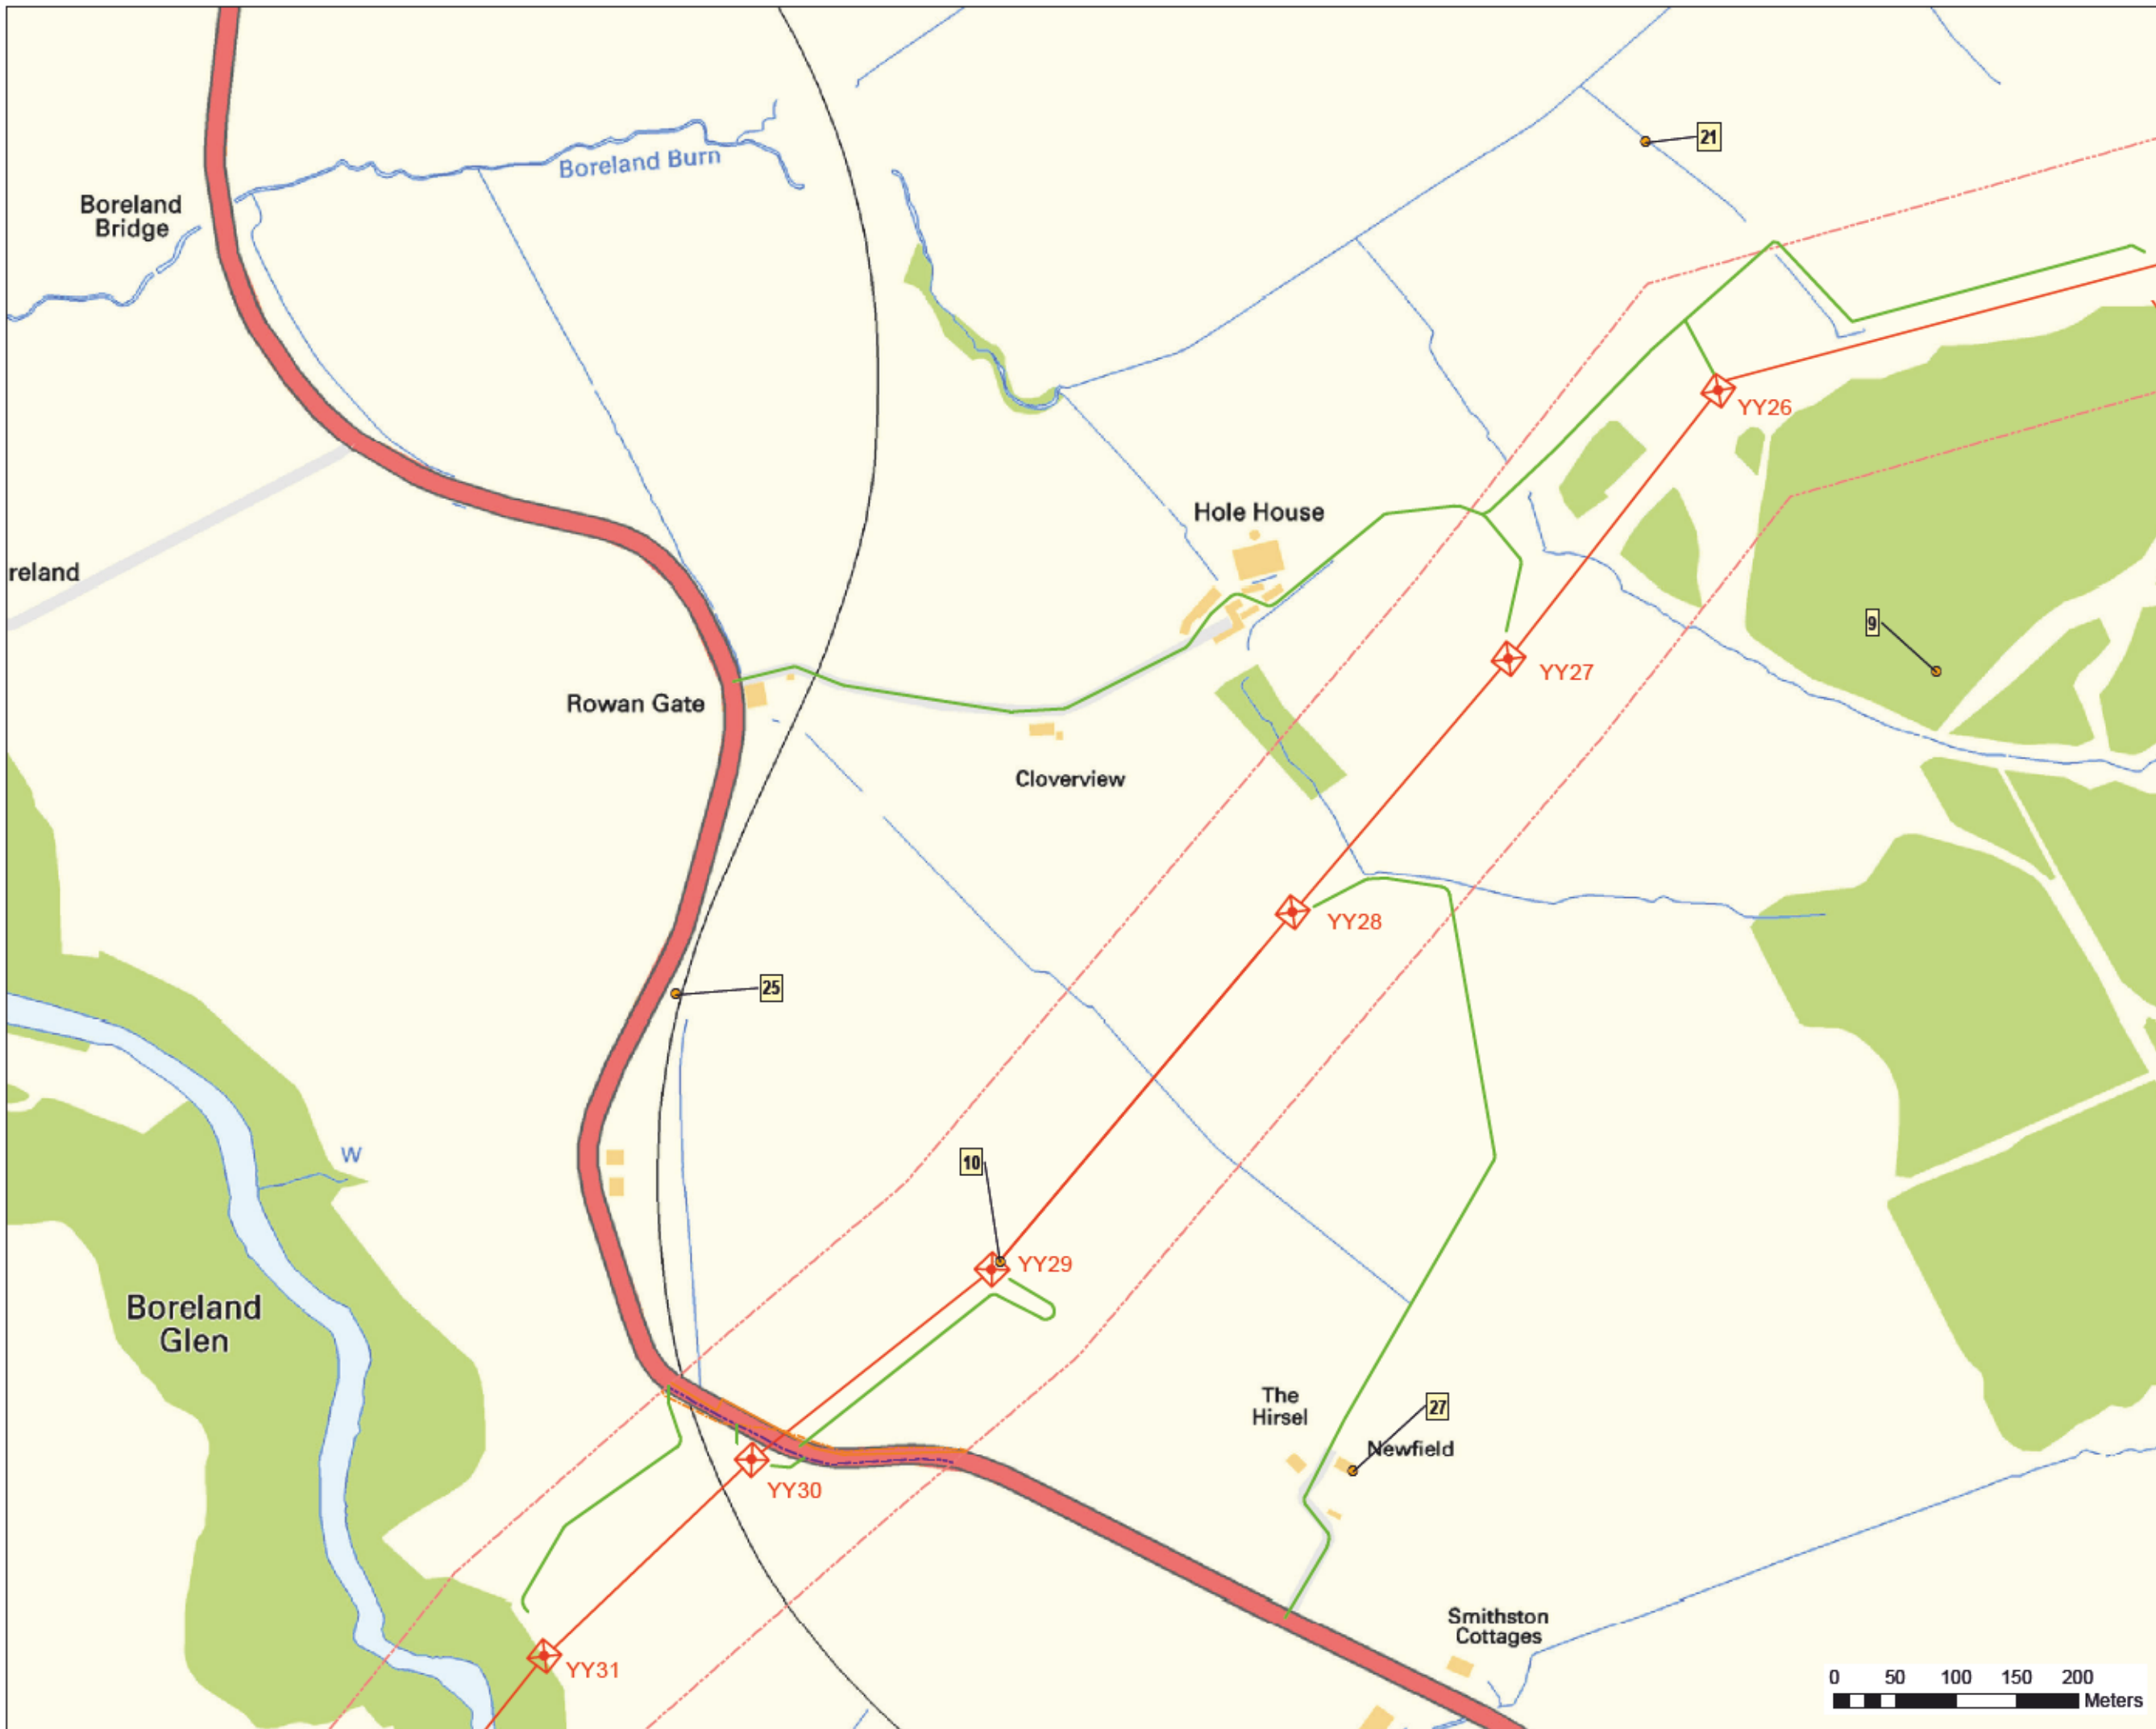 21
Boreland Burn
Boreland
Bridge
YY26
Hole House
reland
9
YY27
Rowan Gate
Cloverview
YY28
25
W
10
YY29
Boreland
Glen
The
Hirsel
27
Newfield
YY30
Smithston
Cottages
YY31
0 50 100 150 200
Meters